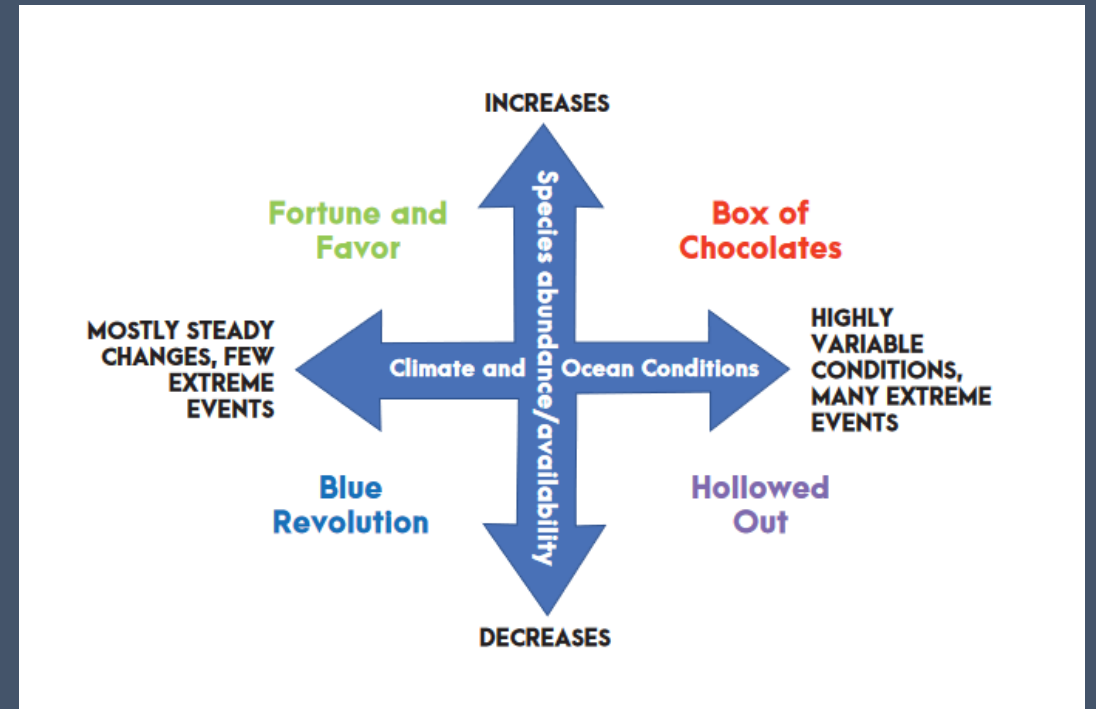 INCREASES
Fortune and
Favor
Box of
Chocolates
Species abundance/availability
MOSTLY STEADY
CHANGES, FEW
EXTREME
EVENTS
Climate and Ocean Conditions
HIGHLY
VARIABLE
CONDITIONS,
MANY EXTREME
EVENTS
Blue
Revolution
Hollowed
Out
DECREASES